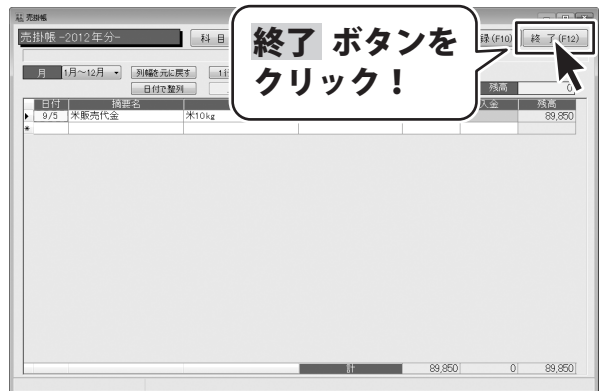 売掛帳
売掛帳 -2012年分-
科 目
録(F10)
終 了(F12)
終了 ボタンを
クリック！
月 1月～12月
列幅を元に戻す
日付で整列
残高 0
日付 摘要名 入金 残高
9/5 米販売代金 米10kg 89,850
計 89,850 0 89,850